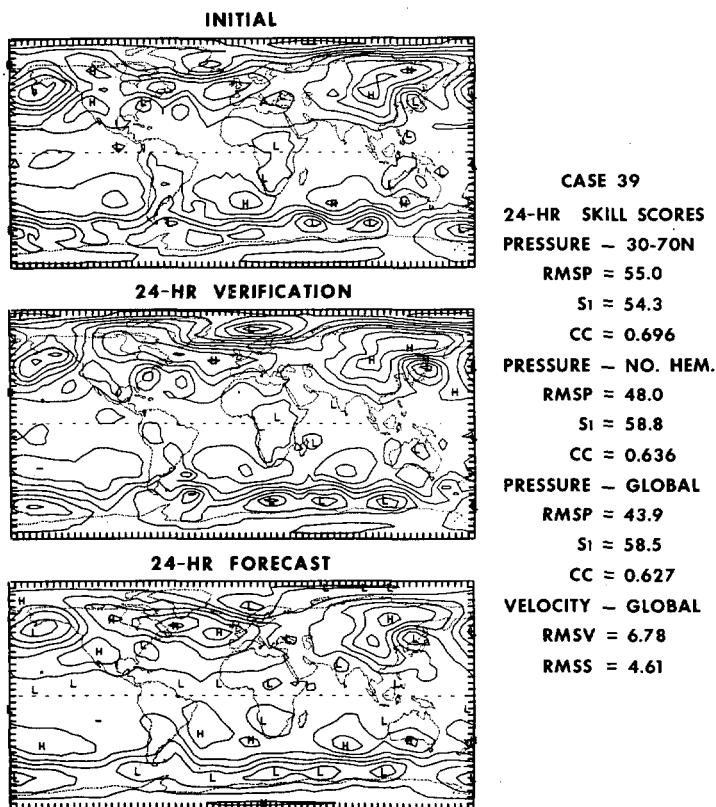 INITIAL
24-HR VERIFICATION
24-HR FORECAST
CASE 39
24-HR SKILL SCORES
PRESSURE – 30-70N
RMSP = 55.0
S1 = 54.3
CC = 0.696
PRESSURE – NO. HEM.
RMSP = 48.0
S1 = 58.8
CC = 0.636
PRESSURE – GLOBAL
RMSP = 43.9
S1 = 58.5
CC = 0.627
VELOCITY – GLOBAL
RMSV = 6.78
RMSS = 4.61